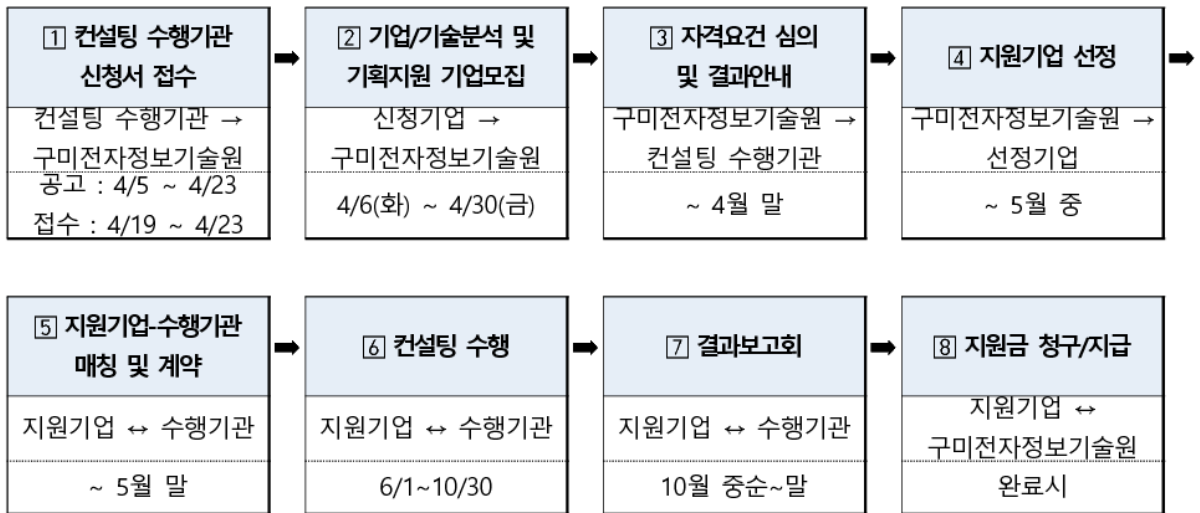 1 컨설팅 수행기관
신청서 접수
컨설팅 수행기관 →
구미전자정보기술원
공고 : 4/5 ~ 4/23
접수 : 4/19 ~ 4/23
2 기업/기술분석 및
기획지원 기업모집
신청기업 →
구미전자정보기술원
4/6(화) ~ 4/30(금)
3 자격요건 심의
및 결과안내
구미전자정보기술원 →
컨설팅 수행기관
~ 4월 말
4 지원기업 선정
구미전자정보기술원 →
선정기업
~ 5월 중
5 지원기업-수행기관
매칭 및 계약
지원기업 ↔ 수행기관
~ 5월 말
6 컨설팅 수행
지원기업 ↔ 수행기관
6/1~10/30
7 결과보고회
지원기업 ↔ 수행기관
10월 중순~말
8 지원금 청구/지급
지원기업 ↔
구미전자정보기술원
완료시